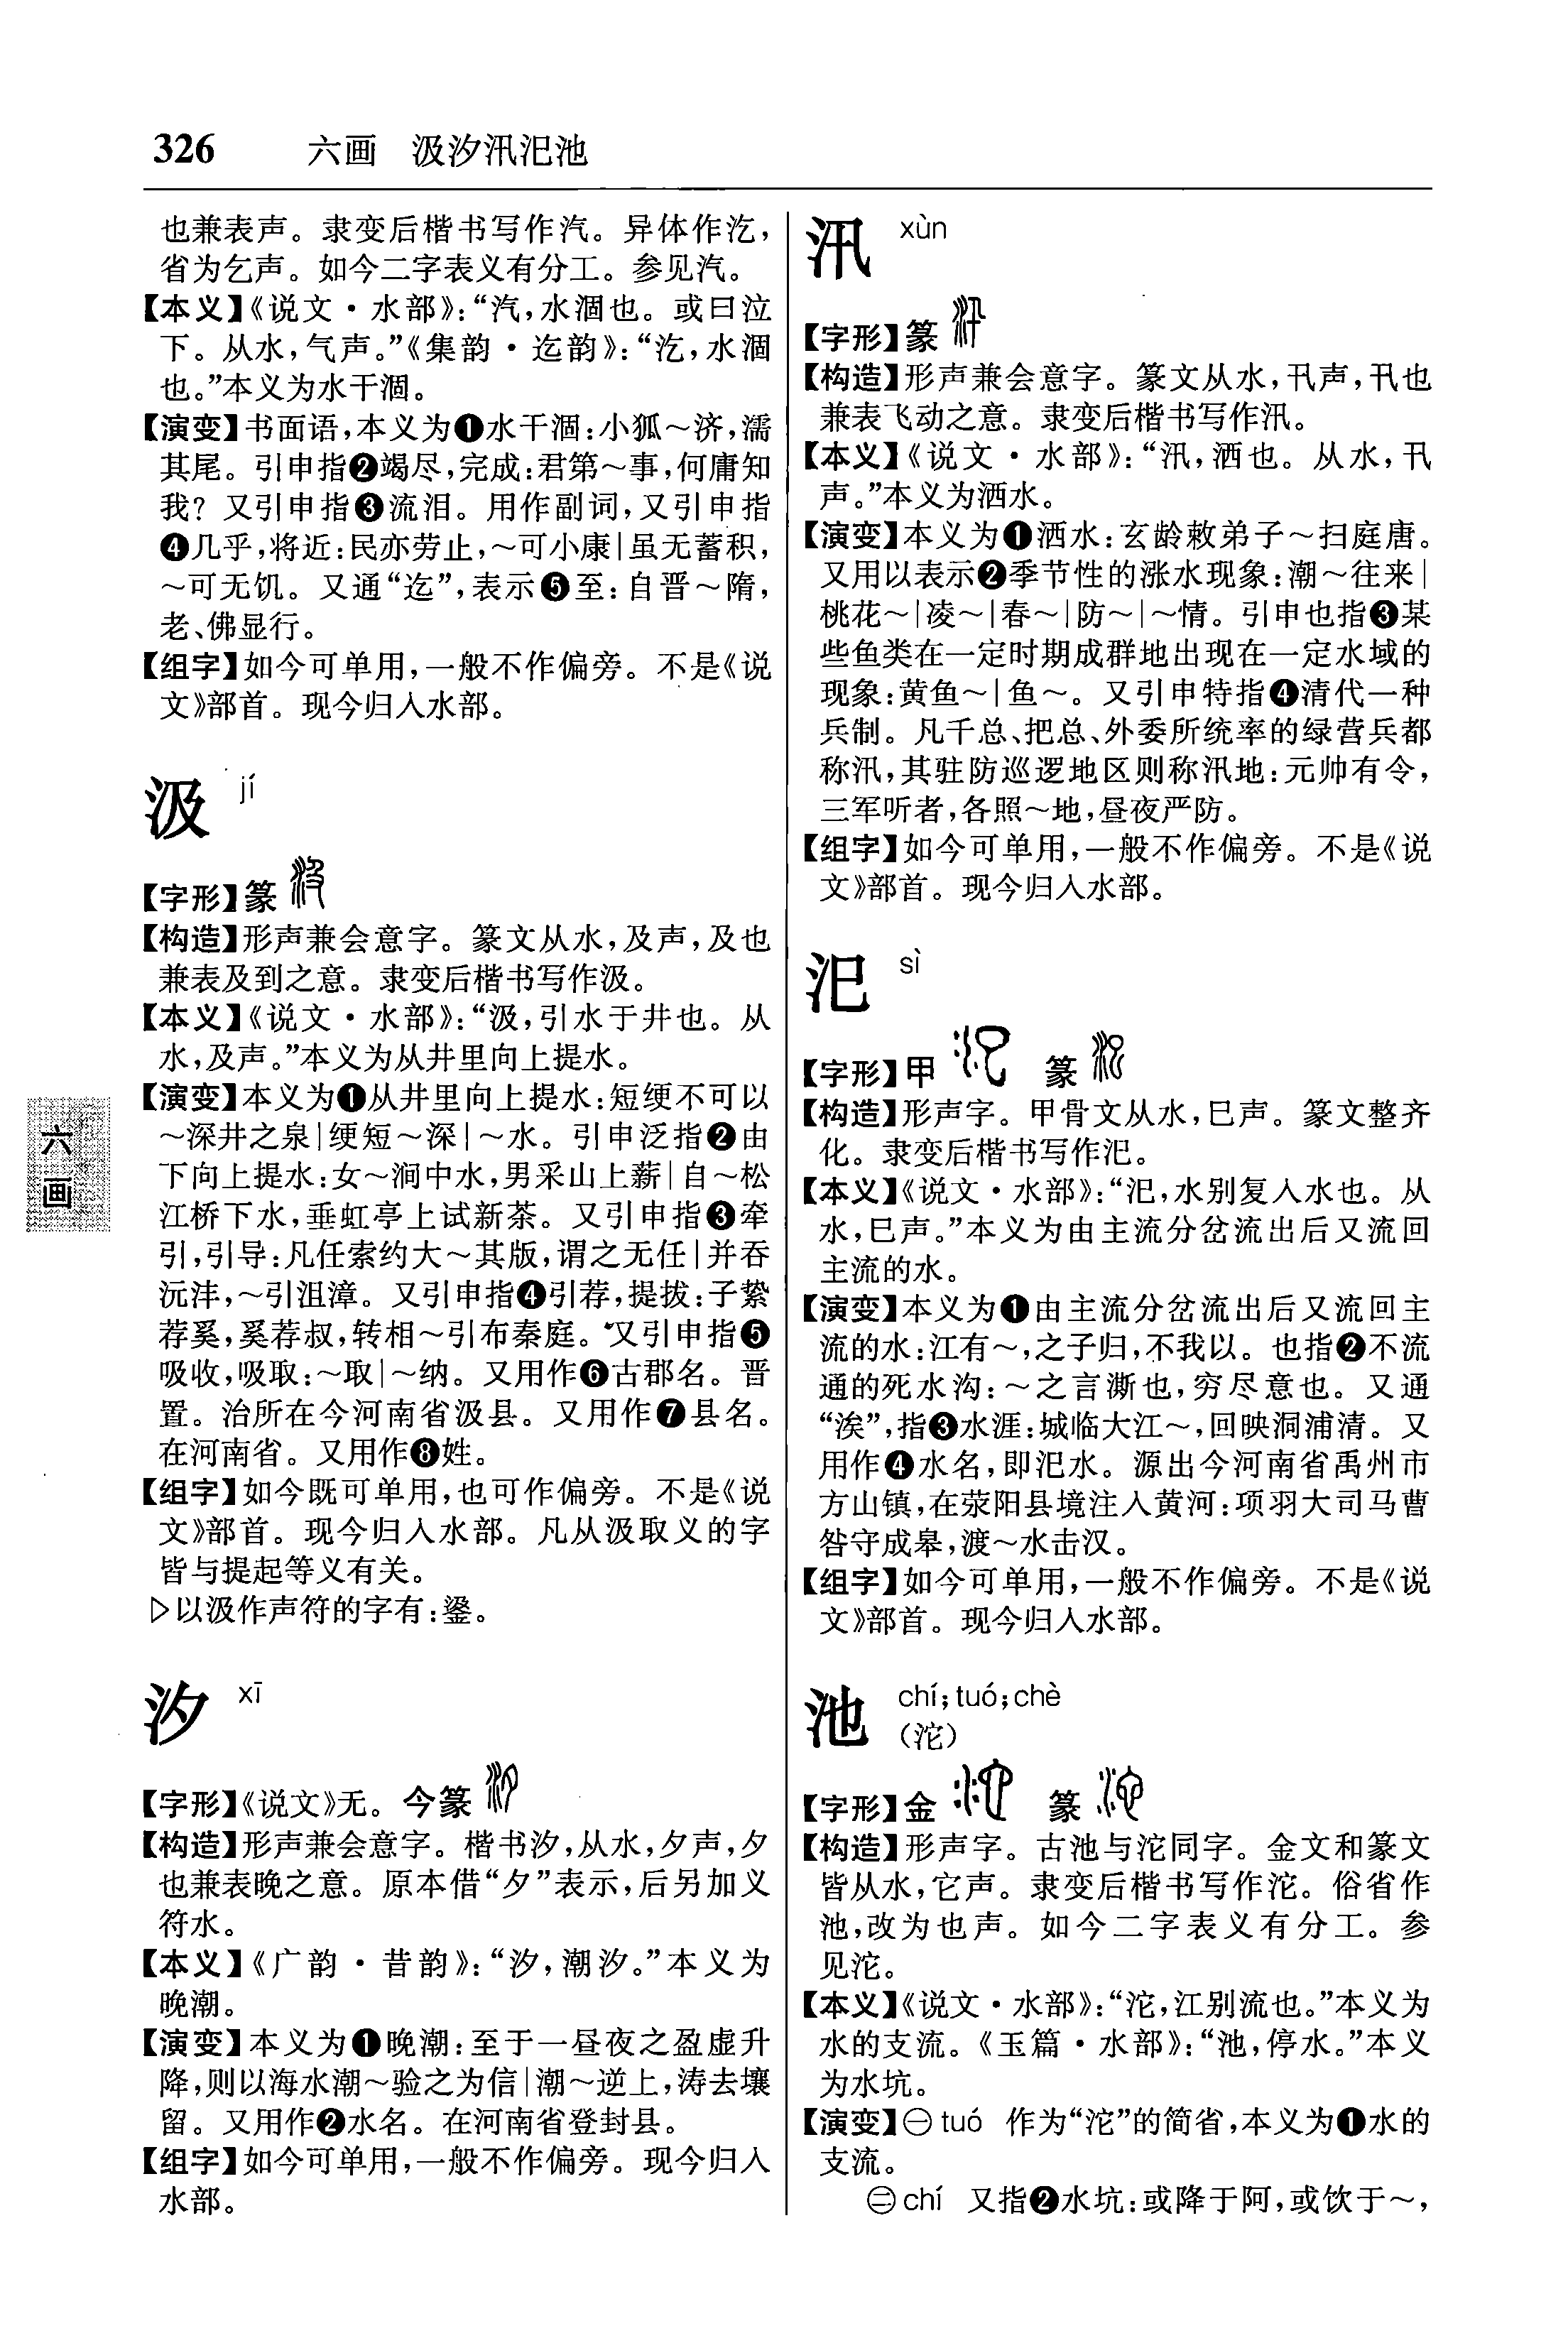 326 六画 汲汐汛汜池
也兼表声。隶变后楷书写作汽。异体作汔，
省为乞声。如今二字表义有分工。参见汽。
【本义】《说文·水部》：“汽，水涸也。或曰泣
下。从水，气声。”《集韵·迄韵》：“汔，水涸
也。”本义为水干涸。
【演变】书面语，本义为❶水干涸：小狐～济，濡
其尾。引申指❷竭尽，完成：君第～事，何庸知
我？又引申指❸流泪。用作副词，又引申指
❹几乎，将近：民亦劳止，～可小康|虽无蓄积，
～可无饥。又通“迄”，表示❺至：自晋～隋，
老、佛显行。
【组字】如今可单用，一般不作偏旁。不是《说
文》部首。现今归入水部。
汲 jí
【字形】篆
【构造】形声兼会意字。篆文从水，及声，及也
兼表及到之意。隶变后楷书写作汲。
【本义】《说文·水部》：“汲，引水于井也。从
水，及声。”本义为从井里向上提水。
【演变】本义为❶从井里向上提水：短绠不可以
～深井之泉|绠短～深|～水。引申泛指❷由
下向上提水：女～涧中水，男采山上薪|自～松
江桥下水，垂虹亭上试新茶。又引申指❸牵
引，引导：凡任索约大～其版，谓之无任|并吞
沅沣，～引沮漳。又引申指❹引荐，提拔：子絷
荐奚，奚荐叔，转相～引布秦庭。又引申指❺
吸收，吸取：～取|～纳。又用作❻古郡名。晋
置。治所在今河南省汲县。又用作❼县名。
在河南省。又用作❽姓。
【组字】如今既可单用，也可作偏旁。不是《说
文》部首。现今归入水部。凡从汲取义的字
皆与提起等义有关。
▷以汲作声符的字有：鋈。
汐 xī
【字形】《说文》无。今篆
【构造】形声兼会意字。楷书汐，从水，夕声，夕
也兼表晚之意。原本借“夕”表示，后另加义
符水。
【本义】《广韵·昔韵》：“汐，潮汐。”本义为
晚潮。
【演变】本义为❶晚潮：至于一昼夜之盈虚升
降，则以海水潮～验之为信|潮～逆上，涛去壤
留。又用作❷水名。在河南省登封县。
【组字】如今可单用，一般不作偏旁。现今归入
水部。
六
画
汛 xùn
【字形】篆
【构造】形声兼会意字。篆文从水，卂声，卂也
兼表飞动之意。隶变后楷书写作汛。
【本义】《说文·水部》：“汛，洒也。从水，卂
声。”本义为洒水。
【演变】本义为❶洒水：玄龄敕弟子～扫庭唐。
又用以表示❷季节性的涨水现象：潮～往来|
桃花～|凌～|春～|防～|～情。引申也指❸某
些鱼类在一定时期成群地出现在一定水域的
现象：黄鱼～|鱼～。又引申特指❹清代一种
兵制。凡千总、把总、外委所统率的绿营兵都
称汛，其驻防巡逻地区则称汛地：元帅有令，
三军听者，各照～地，昼夜严防。
【组字】如今可单用，一般不作偏旁。不是《说
文》部首。现今归入水部。
汜 sì
【字形】甲 篆
【构造】形声字。甲骨文从水，巳声。篆文整齐
化。隶变后楷书写作汜。
【本义】《说文·水部》：“汜，水别复入水也。从
水，巳声。”本义为由主流分岔流出后又流回
主流的水。
【演变】本义为❶由主流分岔流出后又流回主
流的水：江有～，之子归，不我以。也指❷不流
通的死水沟：～之言澌也，穷尽意也。又通
“涘”，指❸水涯：城临大江～，回映洞浦清。又
用作❹水名，即汜水。源出今河南省禹州市
方山镇，在荥阳县境注入黄河：项羽大司马曹
咎守成皋，渡～水击汉。
【组字】如今可单用，一般不作偏旁。不是《说
文》部首。现今归入水部。
池 chí；tuó；chè
（沱）
【字形】金 篆
【构造】形声字。古池与沱同字。金文和篆文
皆从水，它声。隶变后楷书写作沱。俗省作
池，改为也声。如今二字表义有分工。参
见沱。
【本义】《说文·水部》：“沱，江别流也。”本义为
水的支流。《玉篇·水部》：“池，停水。”本义
为水坑。
【演变】㊀tuó 作为“沱”的简省，本义为❶水的
支流。
㊁chí 又指❷水坑：或降于阿，或饮于～，